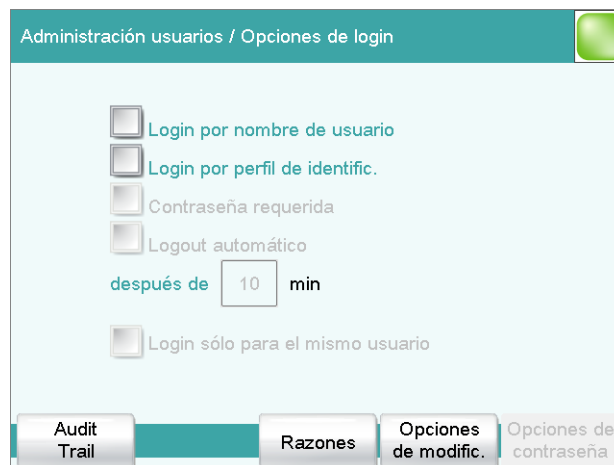 Administración usuarios / Opciones de login
Login por nombre de usuario
Login por perfil de identific.
Contraseña requerida
Logout automático
después de 10 min
Login sólo para el mismo usuario
Audit
Trail
Razones
Opciones
de modific.
Opciones de
contraseña